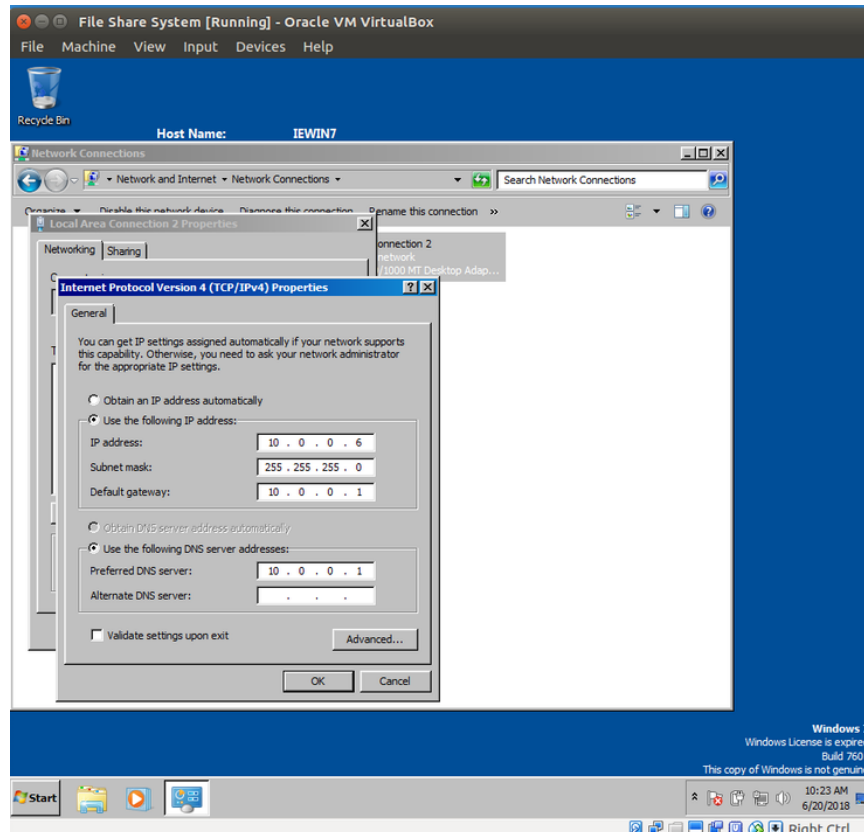 File Share System [Running] - Oracle VM VirtualBox
File Machine View Input Devices Help
Recycle Bin
Host Name: IEWIN7
Network Connections
Network and Internet Network Connections
Search Network Connections
Organize Disable this network device Diagnose this connection Rename this connection »
Local Area Connection 2 Properties
Networking Sharing
onnection 2
network
/1000 MT Desktop Adap...
Internet Protocol Version 4 (TCP/IPv4) Properties
General
You can get IP settings assigned automatically if your network supports
this capability. Otherwise, you need to ask your network administrator
for the appropriate IP settings.
Obtain an IP address automatically
Use the following IP address:
IP address: 10 . 0 . 0 . 6
Subnet mask: 255 . 255 . 255 . 0
Default gateway: 10 . 0 . 0 . 1
Obtain DNS server address automatically
Use the following DNS server addresses:
Preferred DNS server: 10 . 0 . 0 . 1
Alternate DNS server: . . .
Validate settings upon exit
Advanced...
OK Cancel
Windows
Windows License is expire
Build 760
This copy of Windows is not genuin
Start
10:23 AM
6/20/2018
Right Ctrl